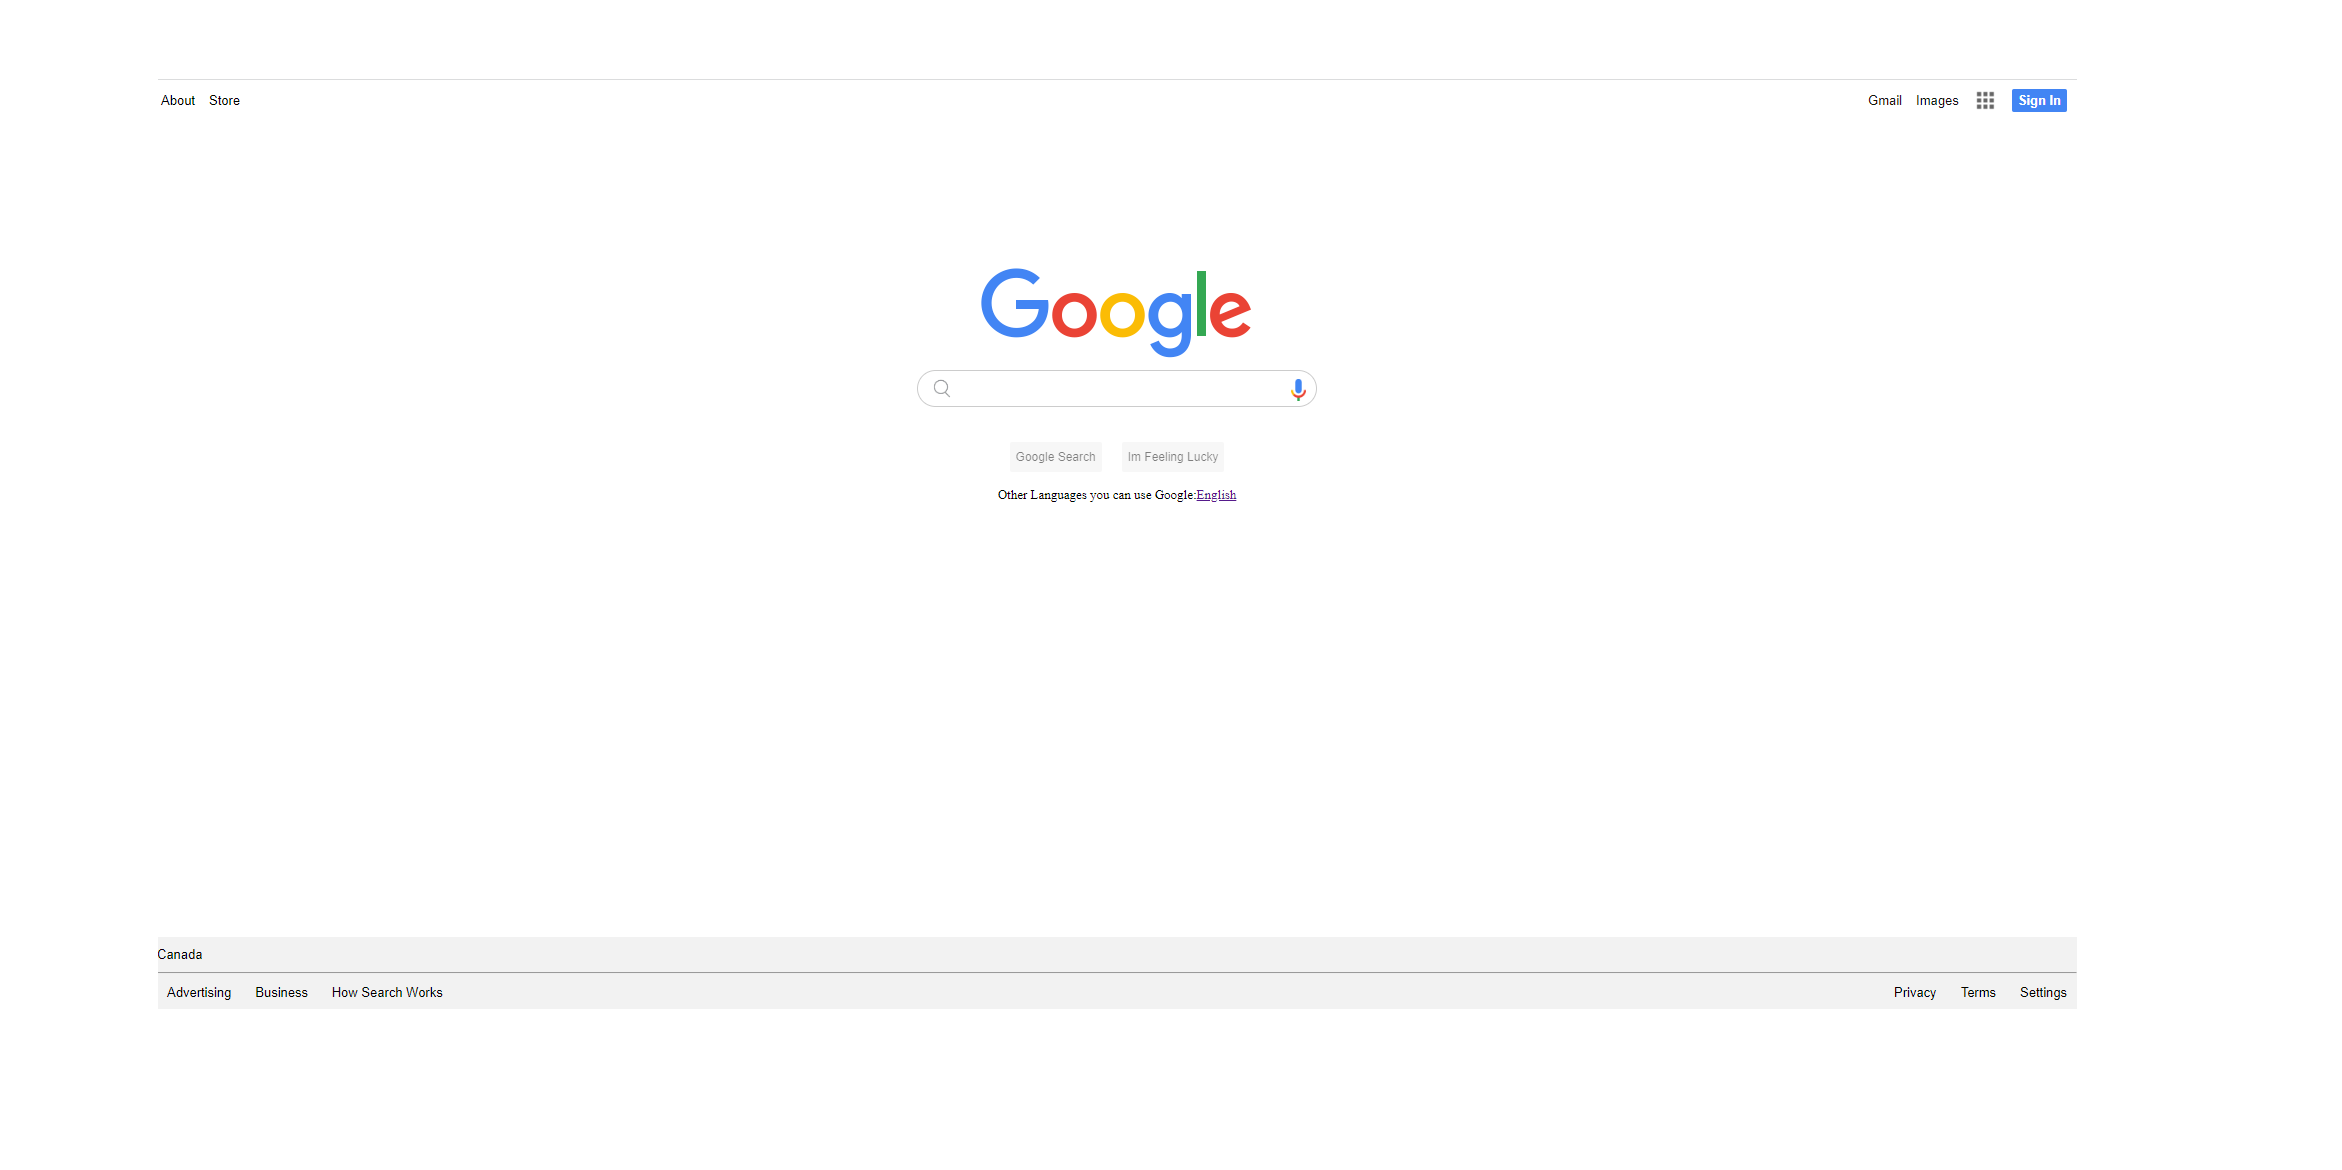 About Store Gmail Images Sign In
Google
Google Search Im Feeling Lucky
Other Languages you can use Google:English
Canada
Advertising Business How Search Works Privacy Terms Settings